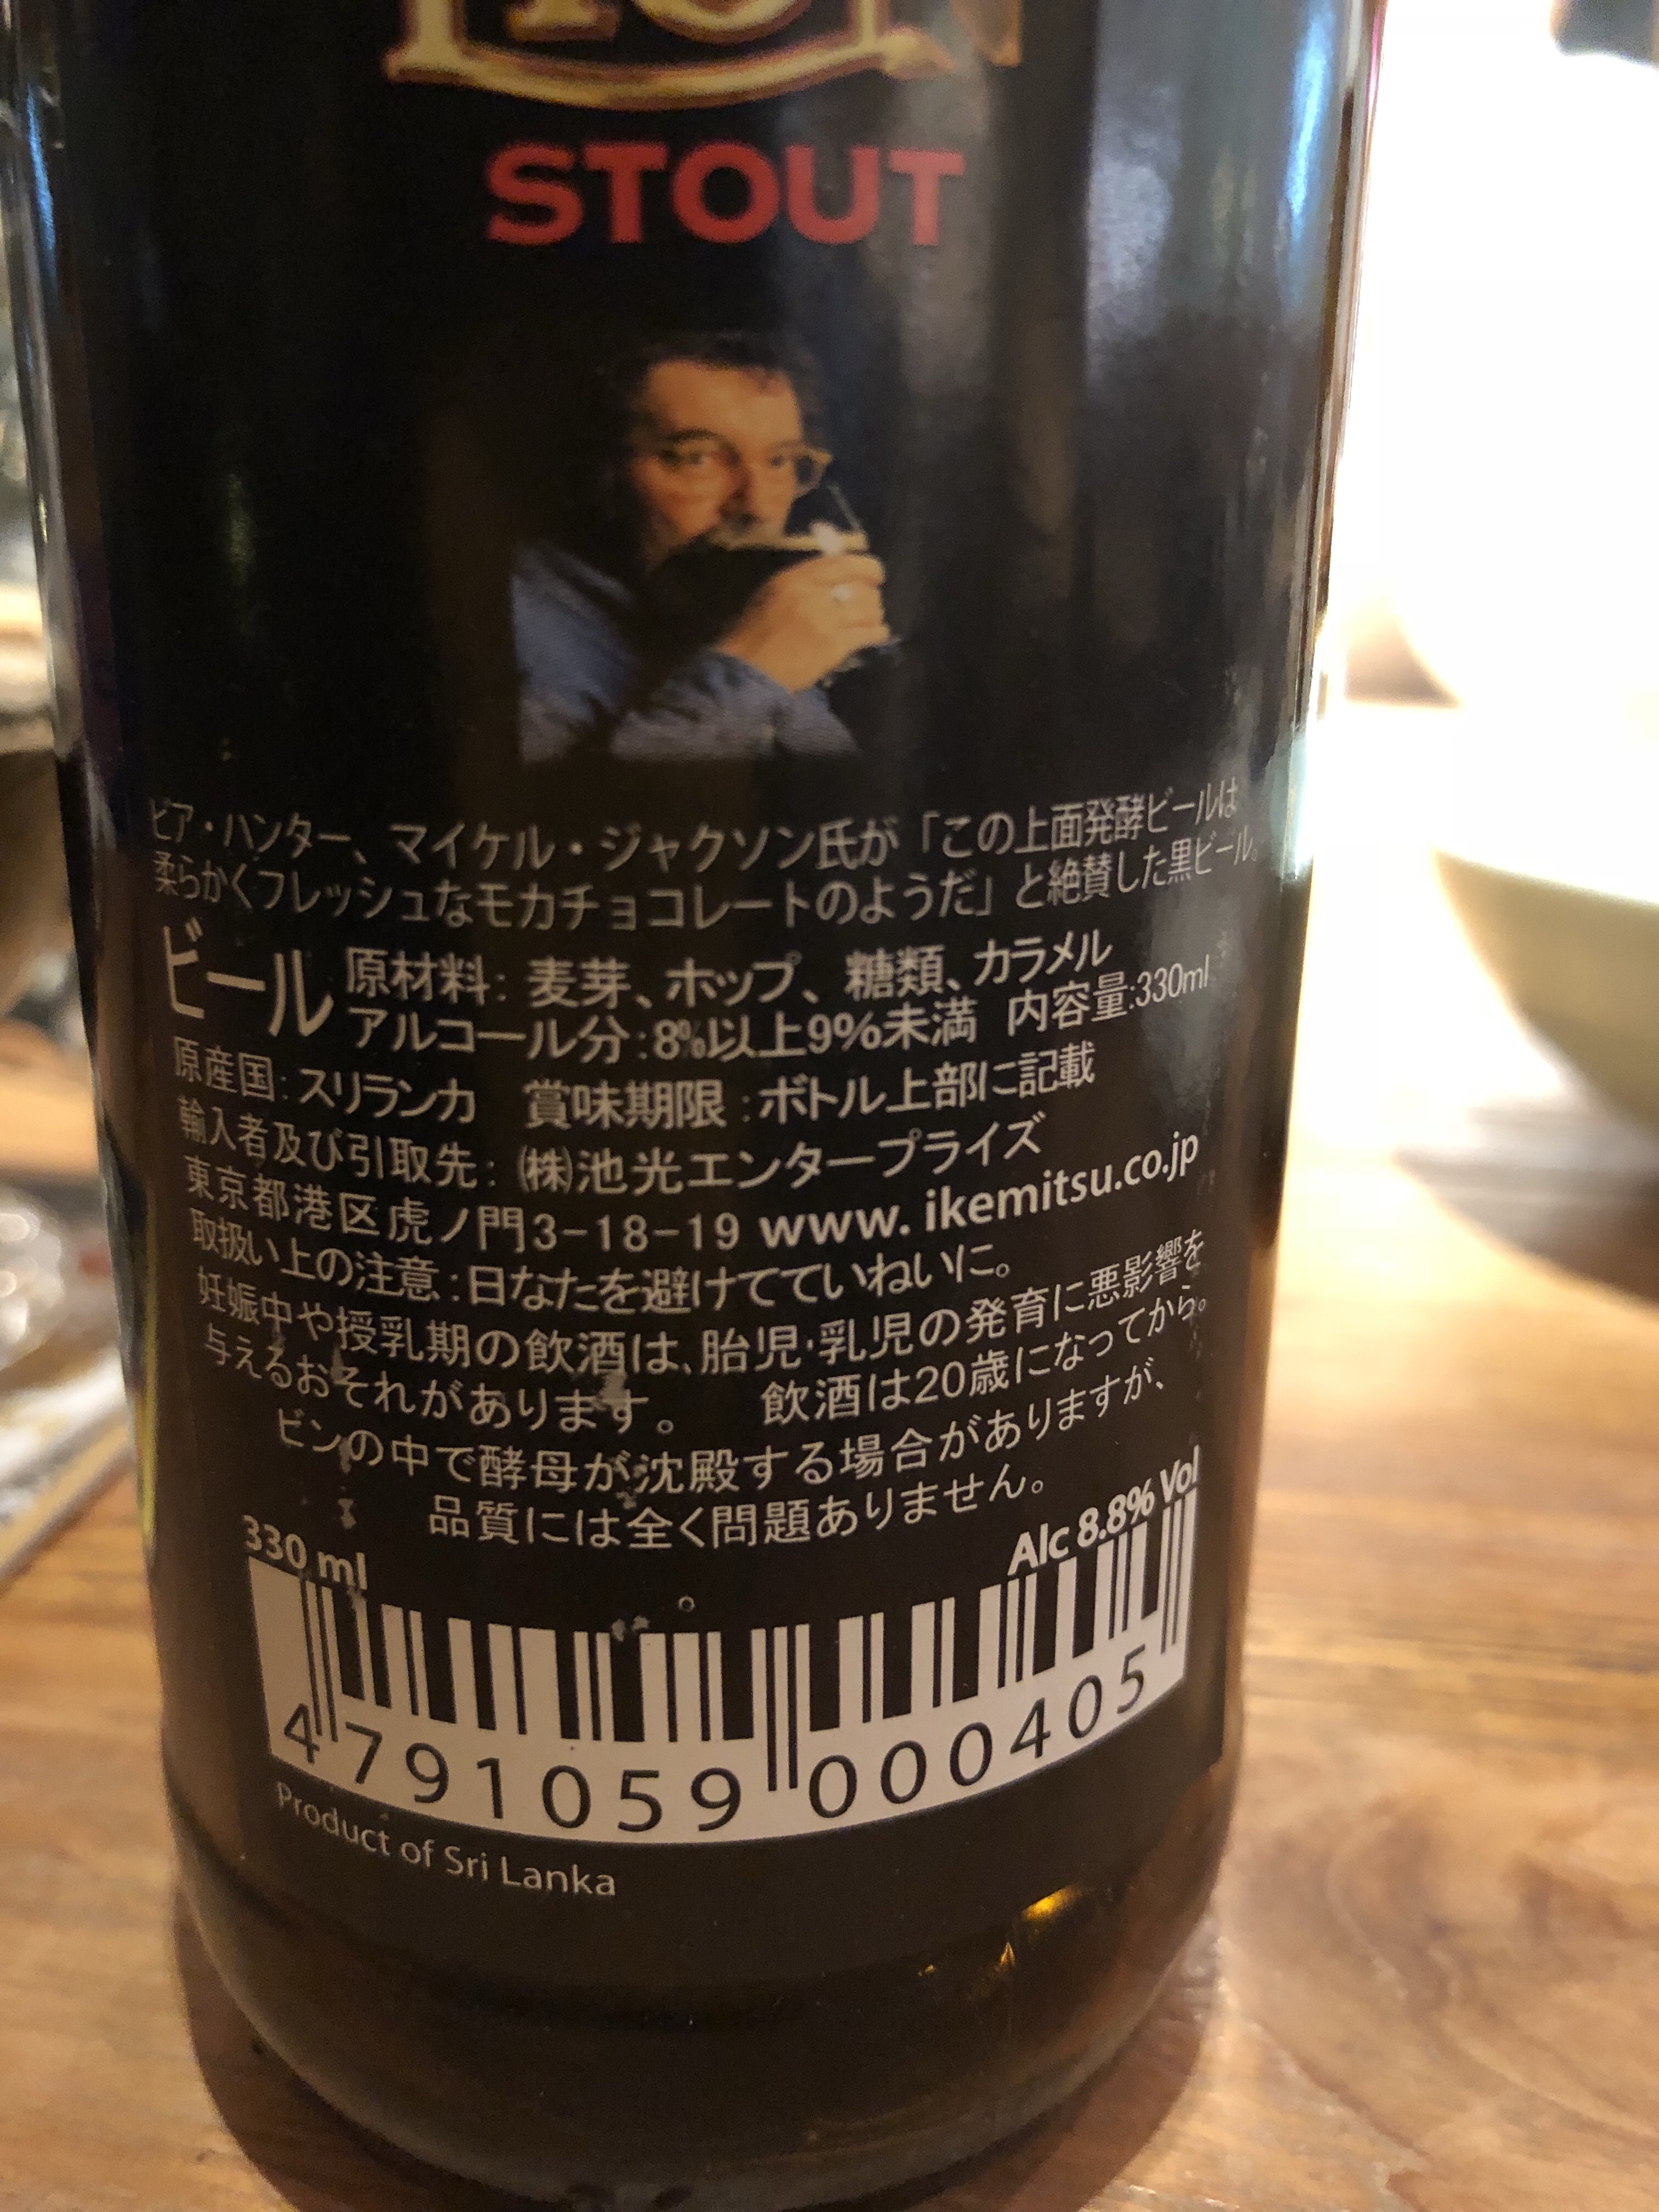 STOUT
ビア・ハンター、マイケル・ジャクソン氏が「この上面発酵ビールは
柔らかくフレッシュなモカチョコレートのようだ」と絶賛した黒ビール。
ビール 原材料: 麦芽、ホップ、糖類、カラメル
アルコール分:8%以上9%未満 内容量:330ml
原産国:スリランカ 賞味期限:ボトル上部に記載
輸入者及び引取先: ㈱池光エンタープライズ
東京都港区虎ノ門3-18-19 www. ikemitsu.co.jp
取扱い上の注意:日なたを避けてていねいに。
妊娠中や授乳期の飲酒は、胎児・乳児の発育に悪影響を
与えるおそれがあります。 飲酒は20歳になってから。
ビンの中で酵母が沈殿する場合がありますが、
品質には全く問題ありません。
330 ml Alc 8.8% Vol
4 791059 000405
Product of Sri Lanka